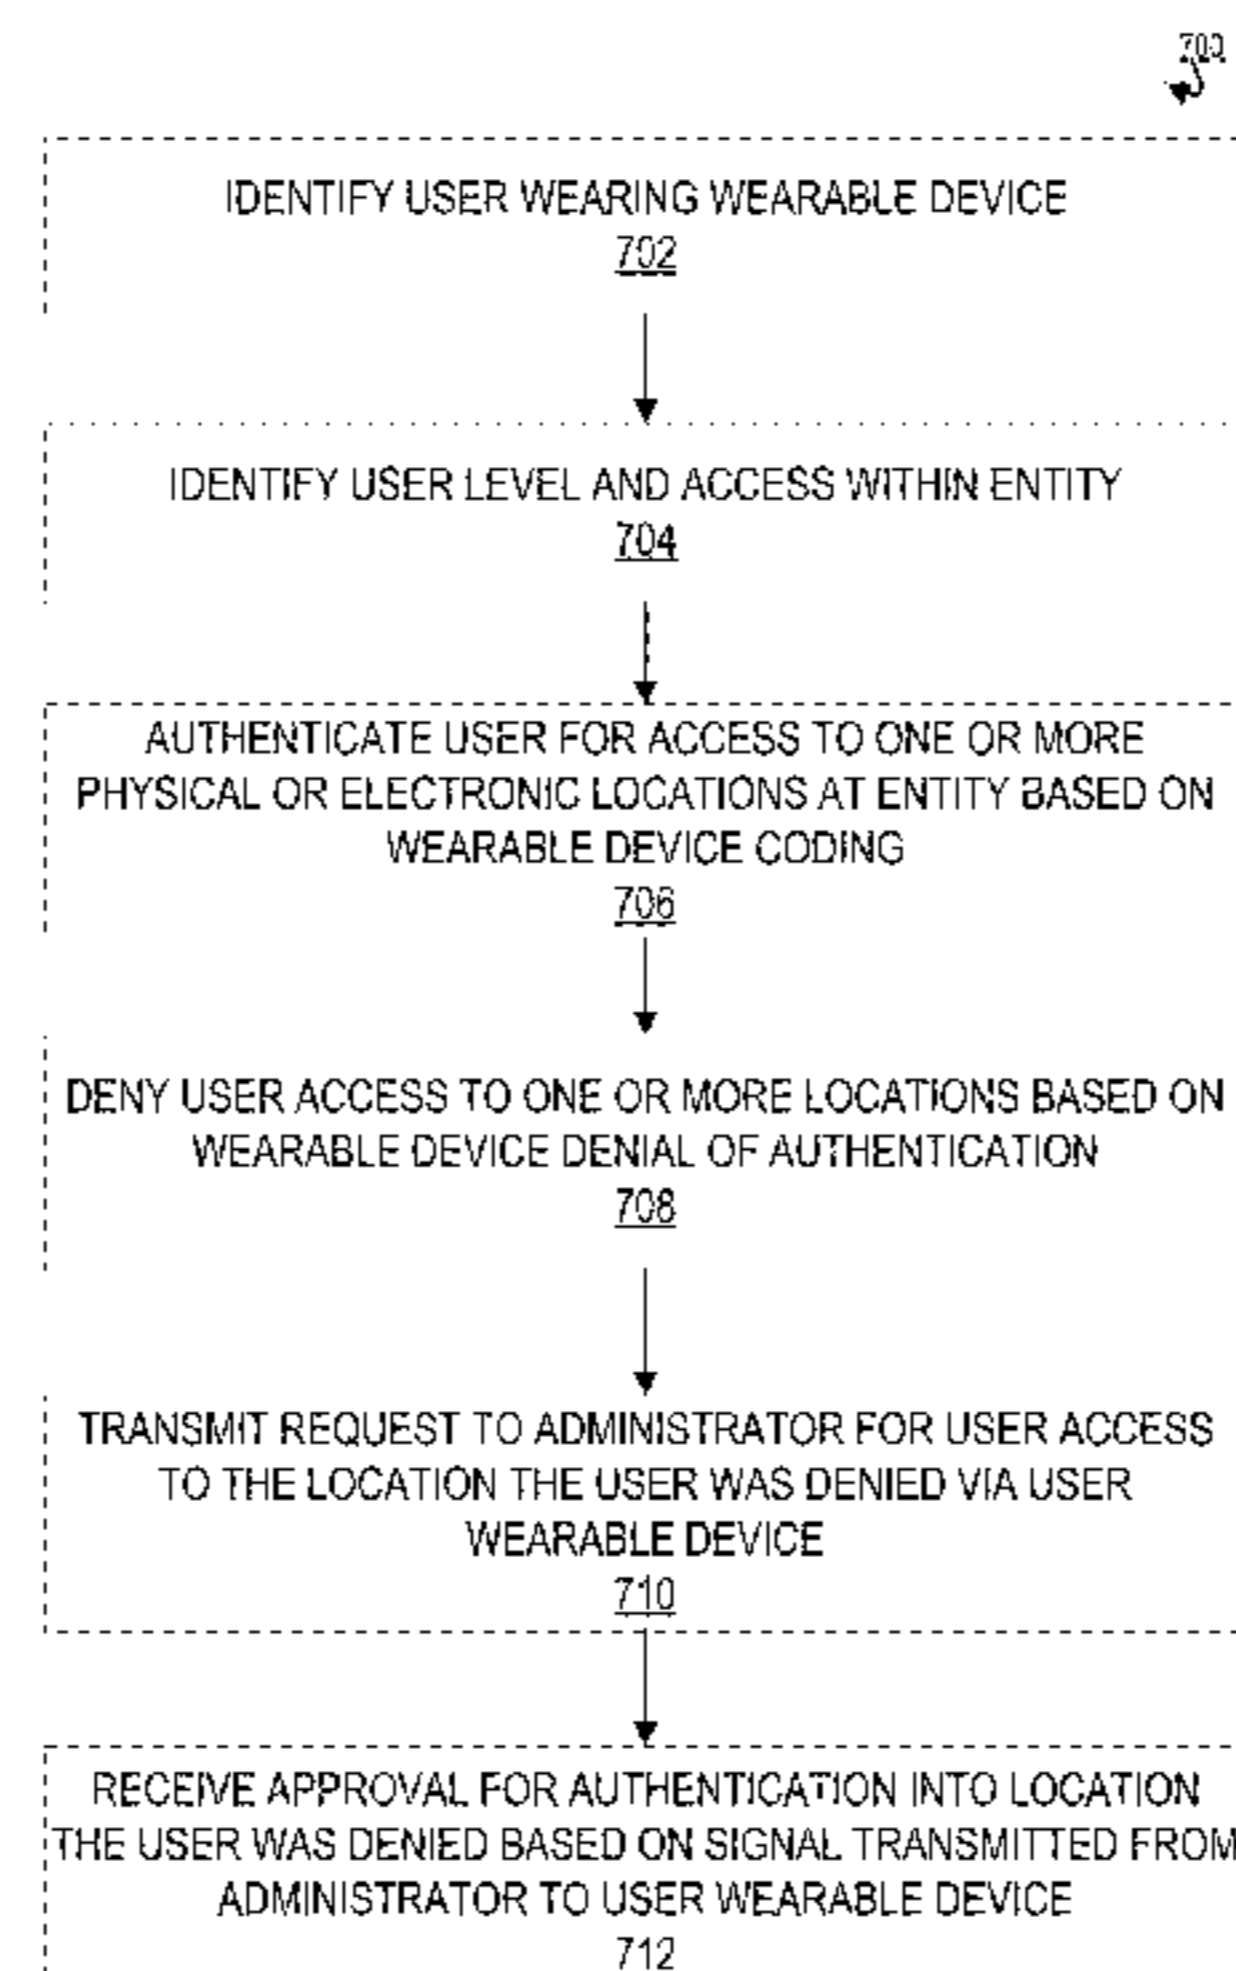 700
IDENTIFY USER WEARING WEARABLE DEVICE
702
IDENTIFY USER LEVEL AND ACCESS WITHIN ENTITY
704
AUTHENTICATE USER FOR ACCESS TO ONE OR MORE
PHYSICAL OR ELECTRONIC LOCATIONS AT ENTITY BASED ON
WEARABLE DEVICE CODING
706
DENY USER ACCESS TO ONE OR MORE LOCATIONS BASED ON
WEARABLE DEVICE DENIAL OF AUTHENTICATION
708
TRANSMIT REQUEST TO ADMINISTRATOR FOR USER ACCESS
TO THE LOCATION THE USER WAS DENIED VIA USER
WEARABLE DEVICE
710
RECEIVE APPROVAL FOR AUTHENTICATION INTO LOCATION
THE USER WAS DENIED BASED ON SIGNAL TRANSMITTED FROM
ADMINISTRATOR TO USER WEARABLE DEVICE
712